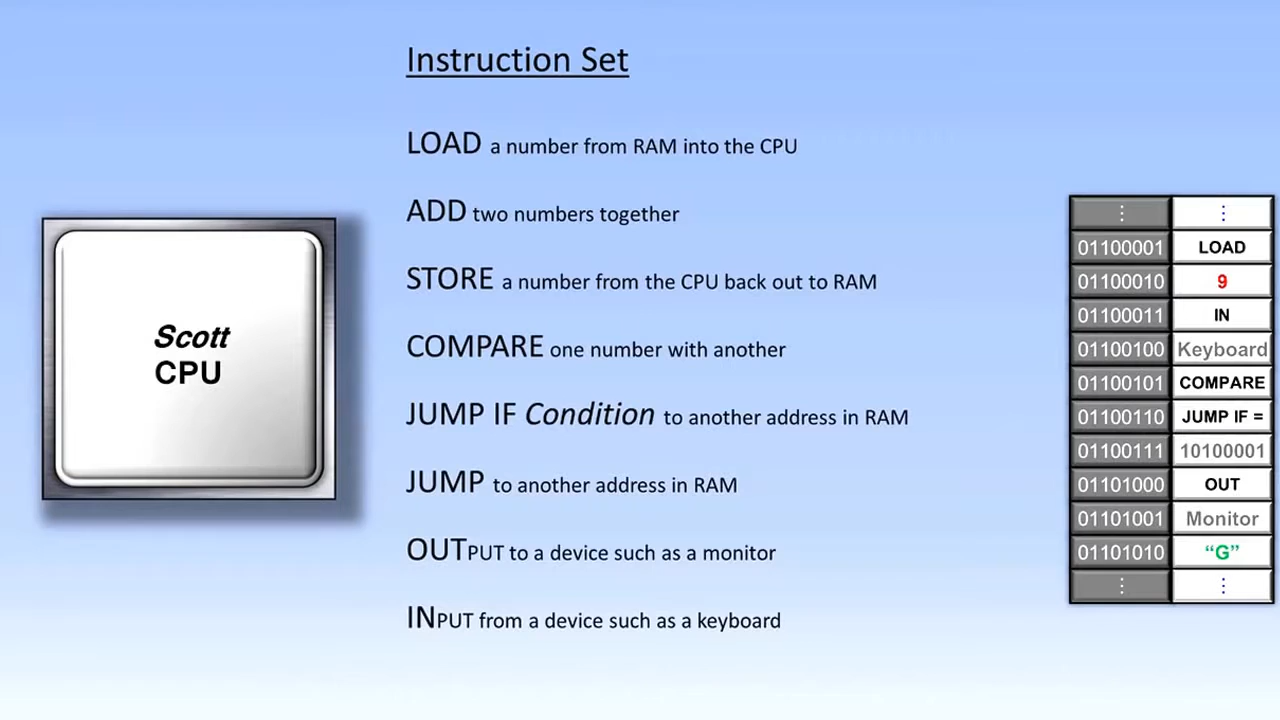 Instruction Set
LOAD a number from RAM into the CPU
ADD two numbers together
STORE a number from the CPU back out to RAM
COMPARE one number with another
JUMP IF Condition to another address in RAM
JUMP to another address in RAM
OUTPUT to a device such as a monitor
INPUT from a device such as a keyboard
Scott
CPU
⋮ ⋮
01100001 LOAD
01100010 9
01100011 IN
01100100 Keyboard
01100101 COMPARE
01100110 JUMP IF =
01100111 10100001
01101000 OUT
01101001 Monitor
01101010 “G”
⋮ ⋮